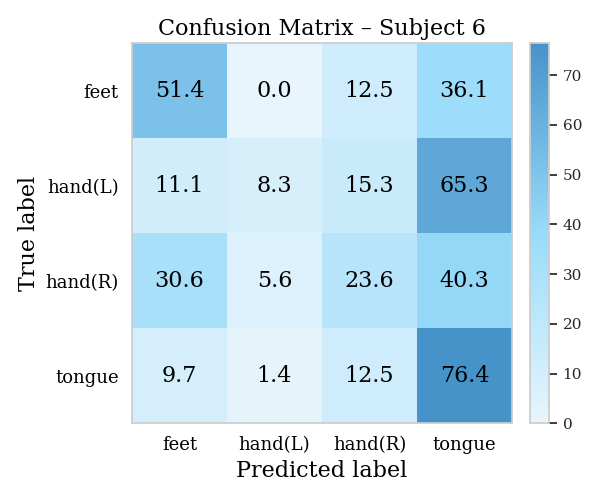 Confusion Matrix – Subject 6
feet 51.4 0.0 12.5 36.1
hand(L) 11.1 8.3 15.3 65.3
hand(R) 30.6 5.6 23.6 40.3
tongue 9.7 1.4 12.5 76.4
feet hand(L) hand(R) tongue
Predicted label
True label
70
60
50
40
30
20
10
0